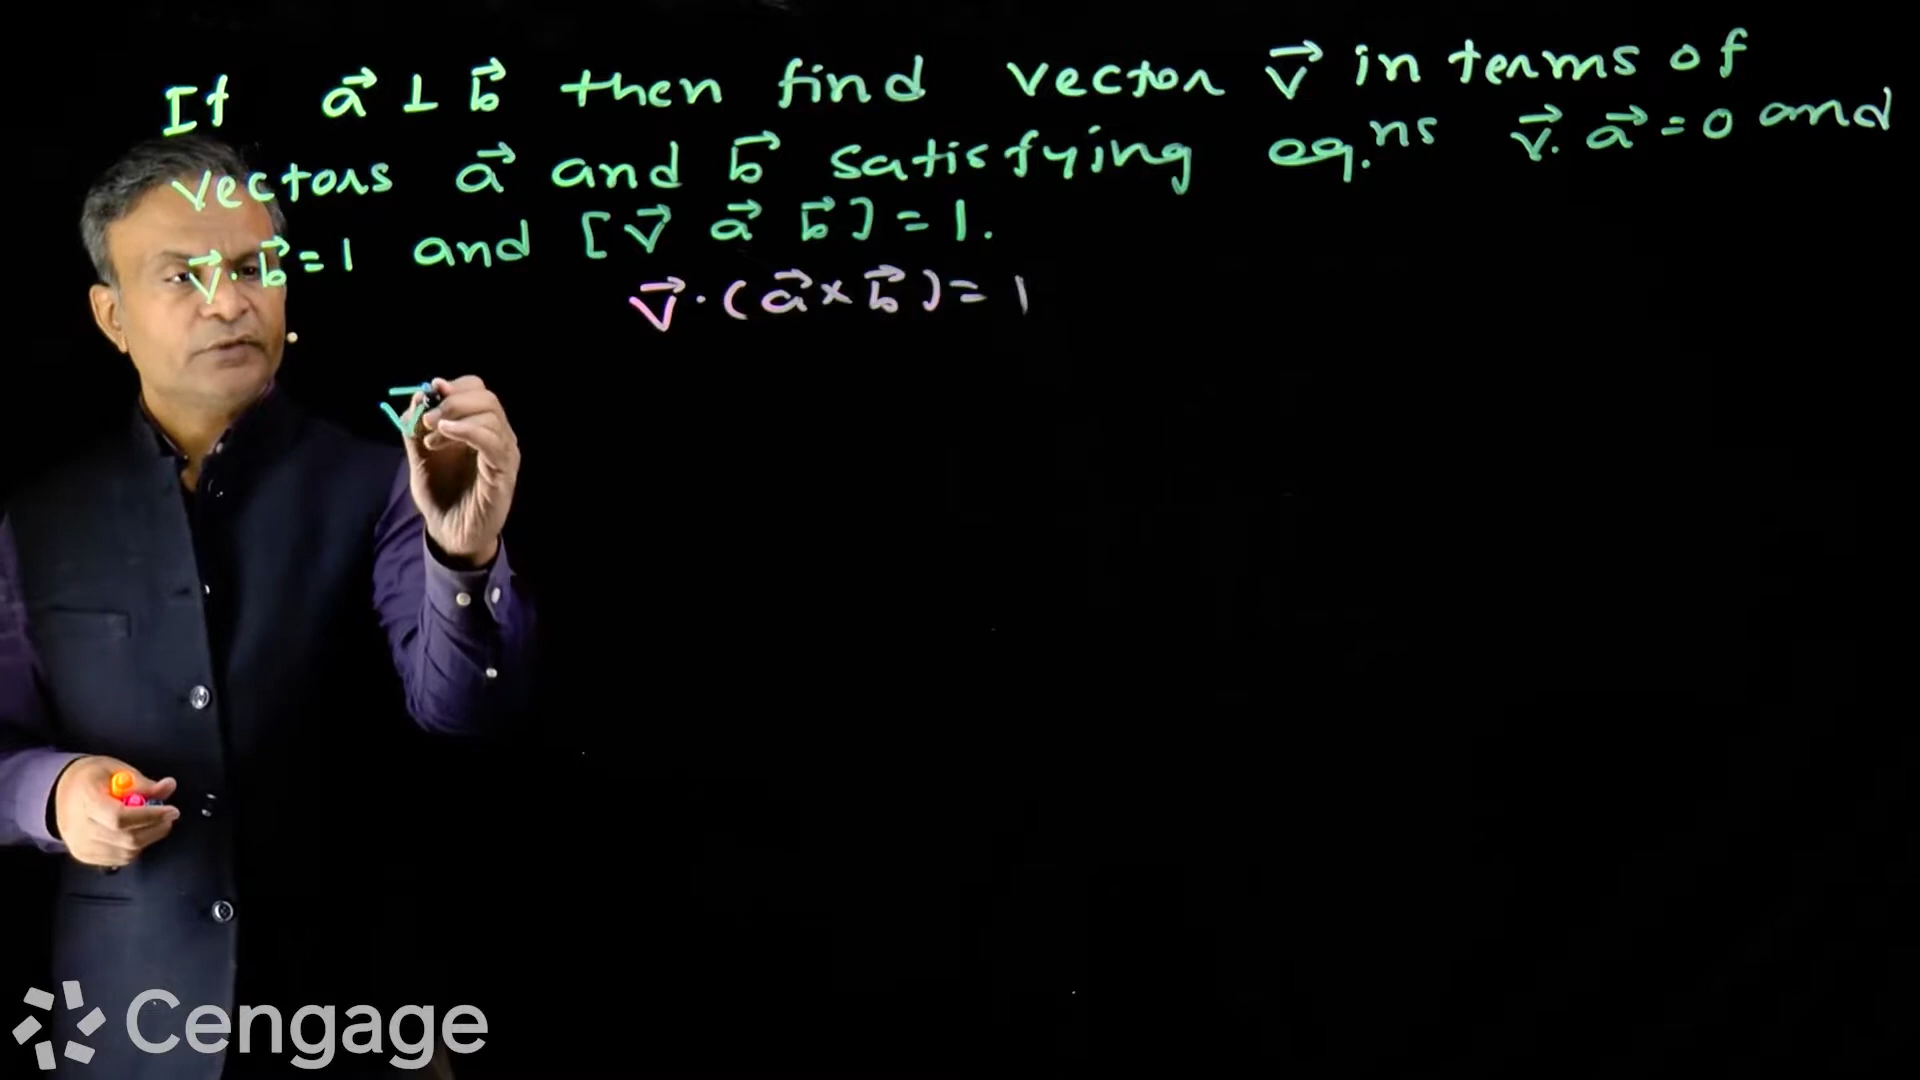 If a⃗ ⊥ b⃗ then find vector v⃗ in terms of
vectors a⃗ and b⃗ satisfying eq.ns v⃗. a⃗ = 0 and
v⃗ · b⃗ = 1 and [v⃗ a⃗ b⃗] = 1.
v⃗ · (a⃗ × b⃗) = 1
v⃗
Cengage